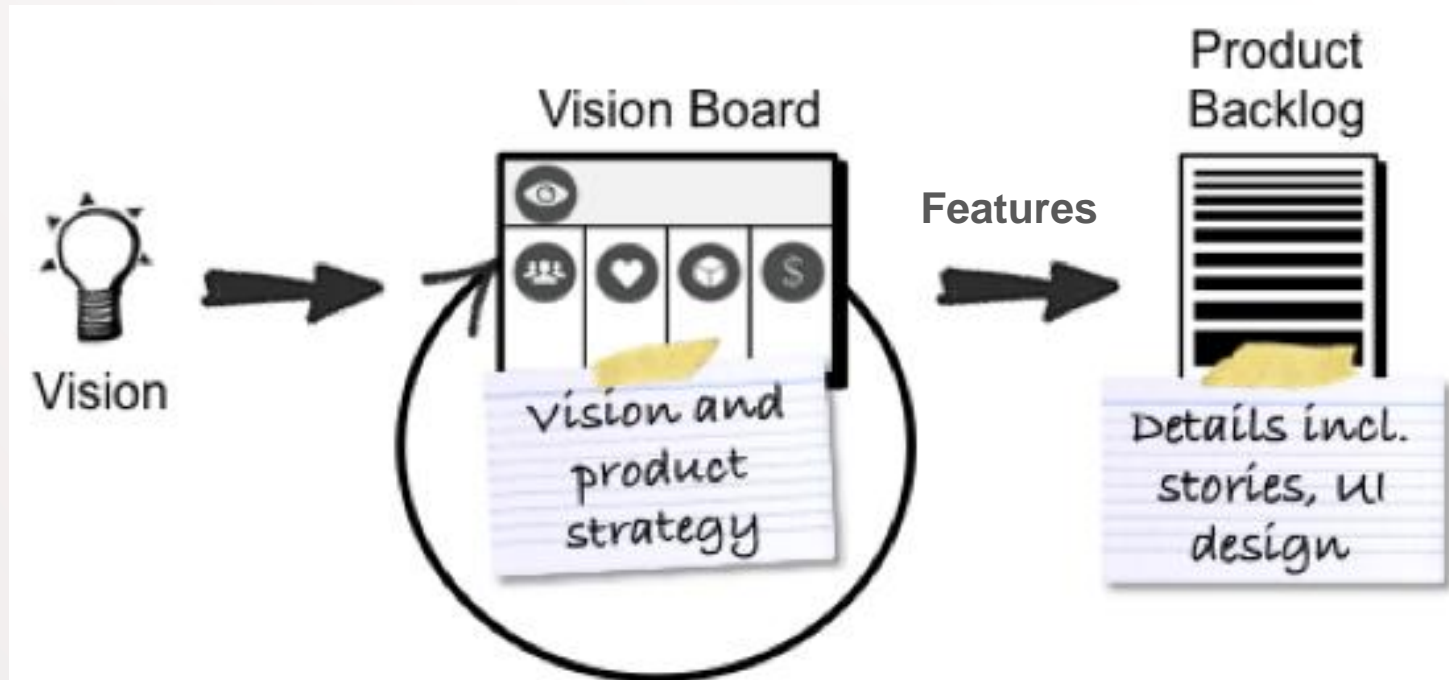 Vision
Vision Board
$
Vision and
product
strategy
Features
Product
Backlog
Details incl.
stories, UI
design